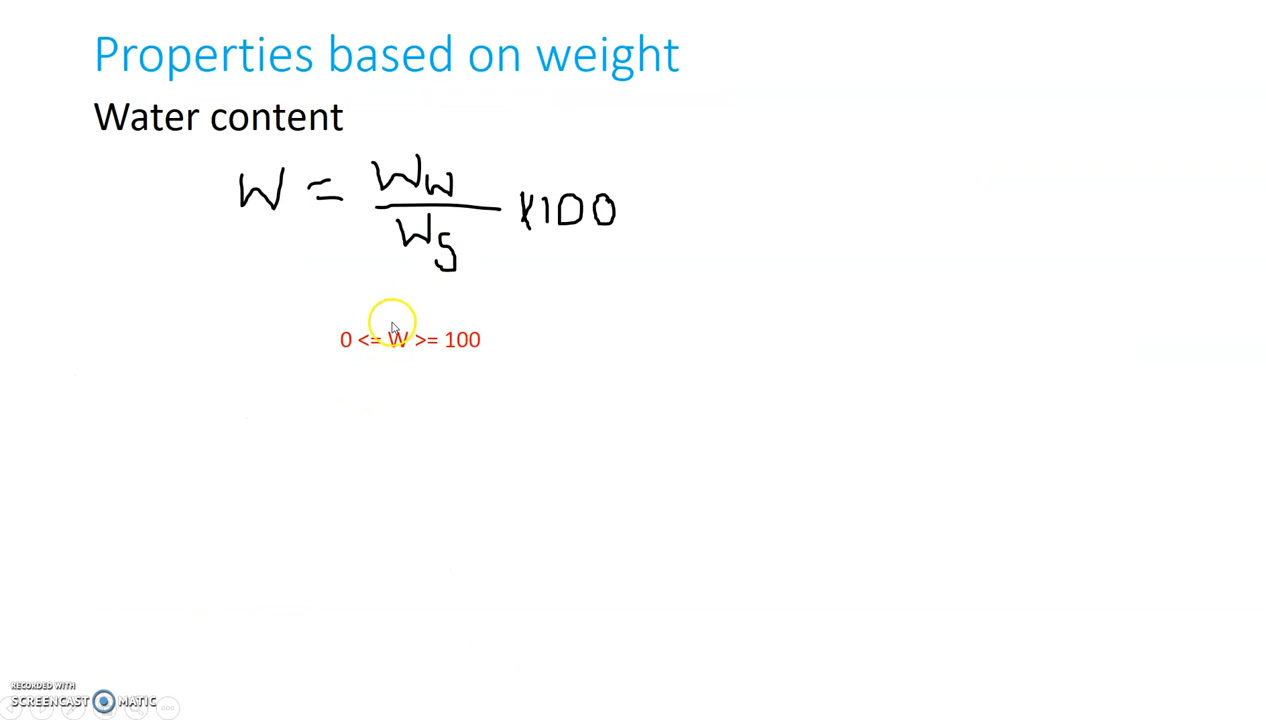 Properties based on weight
Water content
W = Ww / Ws x100
0 <= W >= 100
RECORDED WITH
SCREENCAST MATIC